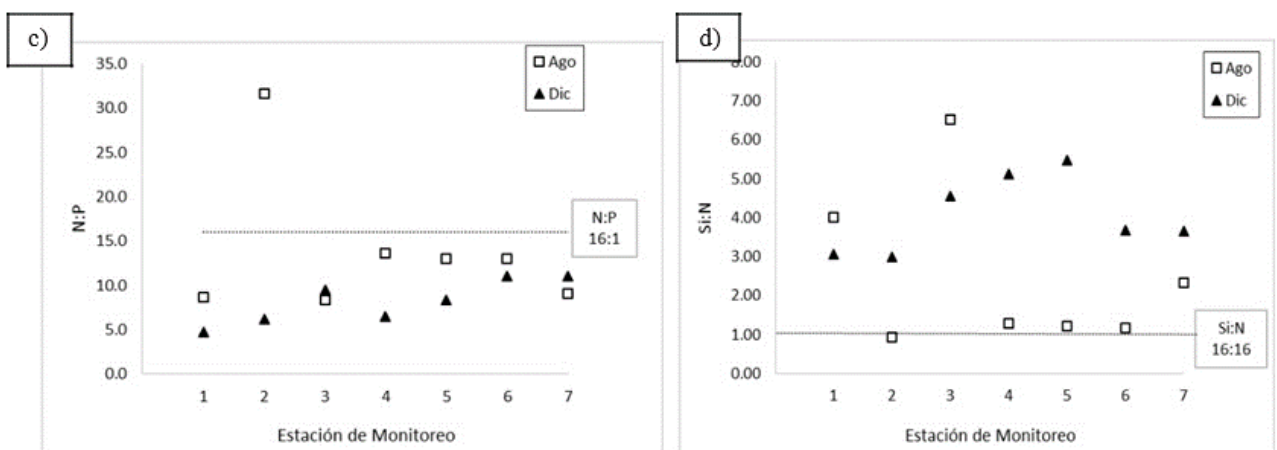 c)
35.0
30.0
25.0
20.0
15.0
10.0
5.0
0.0
N:P
Ago
Dic
N:P
16:1
1 2 3 4 5 6 7
Estación de Monitoreo
d)
8.00
7.00
6.00
5.00
4.00
3.00
2.00
1.00
0.00
Si:N
Ago
Dic
Si:N
16:16
1 2 3 4 5 6 7
Estación de Monitoreo